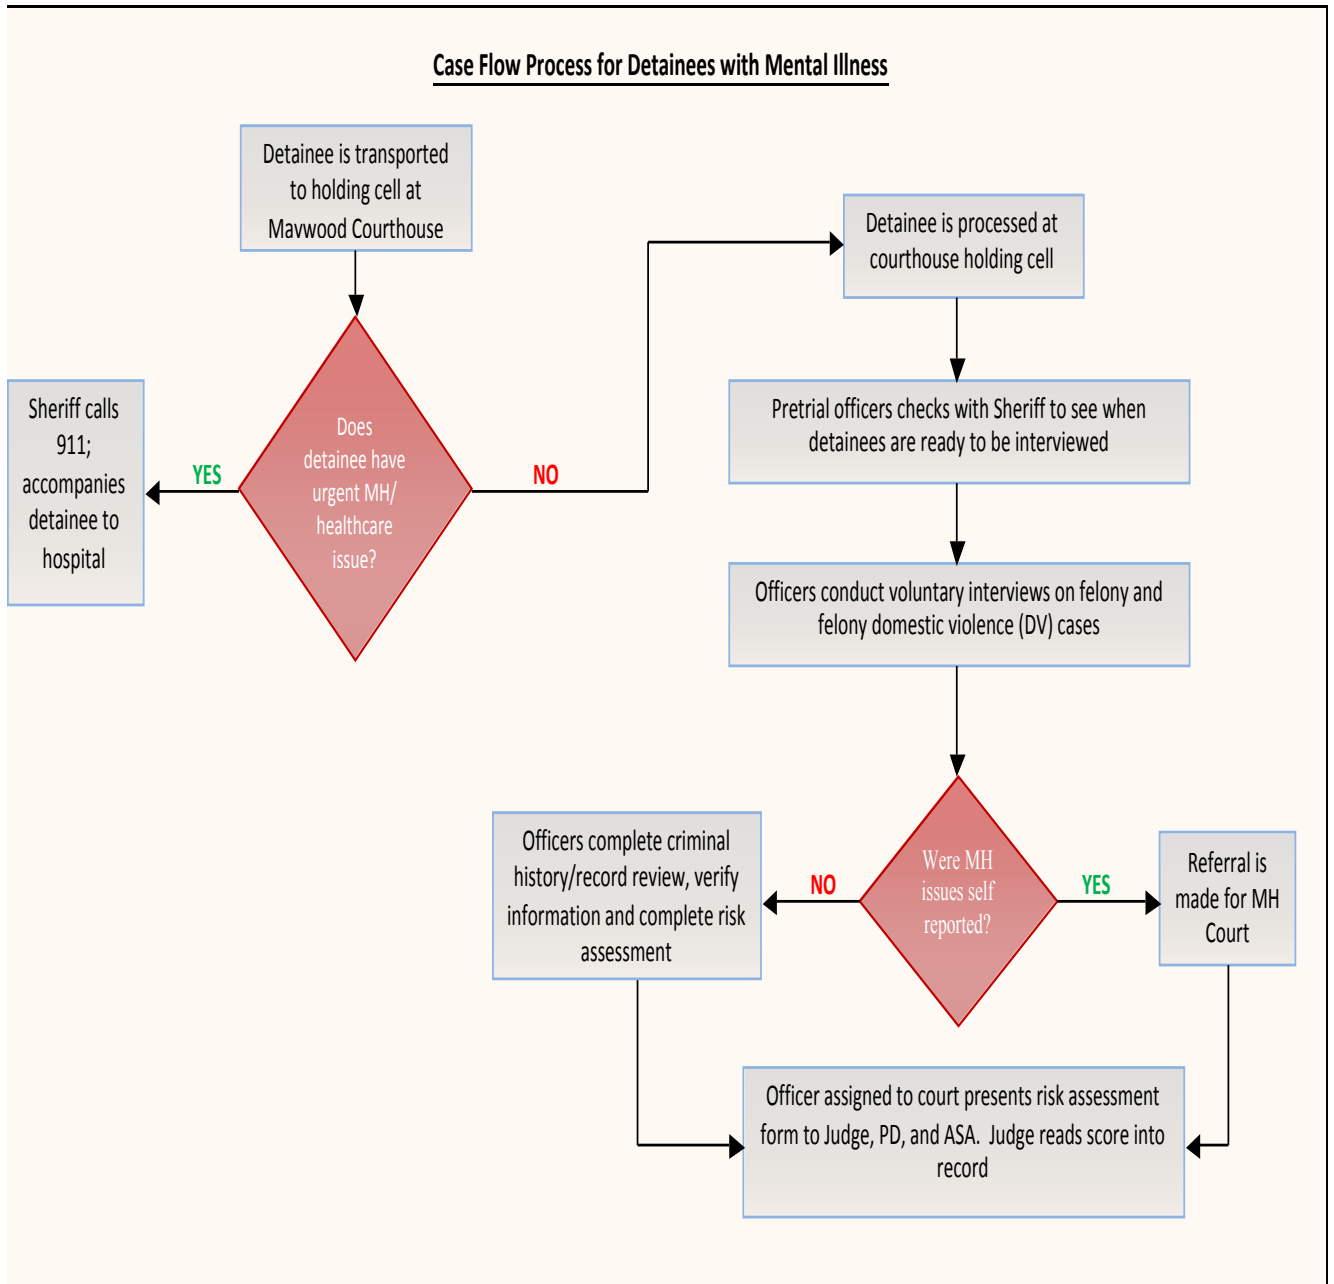 Case Flow Process for Detainees with Mental Illness
Detainee is transported
to holding cell at
Mavwood Courthouse
Does
detainee have
urgent MH/
healthcare
issue?
YES
Sheriff calls
911;
accompanies
detainee to
hospital
NO
Detainee is processed at
courthouse holding cell
Pretrial officers checks with Sheriff to see when
detainees are ready to be interviewed
Officers conduct voluntary interviews on felony and
felony domestic violence (DV) cases
Were MH
issues self
reported?
NO
Officers complete criminal
history/record review, verify
information and complete risk
assessment
YES
Referral is
made for MH
Court
Officer assigned to court presents risk assessment
form to Judge, PD, and ASA.  Judge reads score into
record